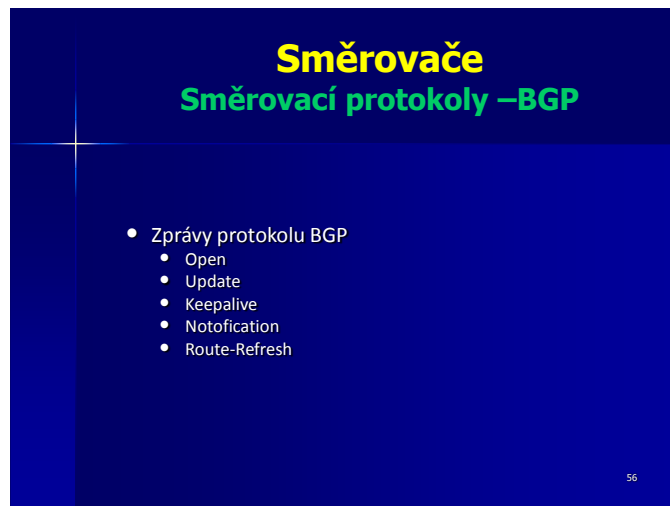 Směrovače
Směrovací protokoly –BGP
• Zprávy protokolu BGP
• Open
• Update
• Keepalive
• Notofication
• Route-Refresh
56